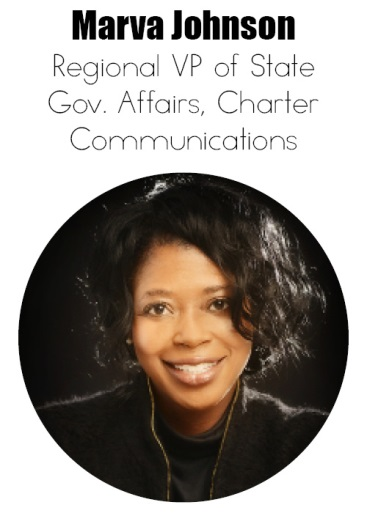 Marva Johnson
Regional VP of State
Gov. Affairs, Charter
Communications